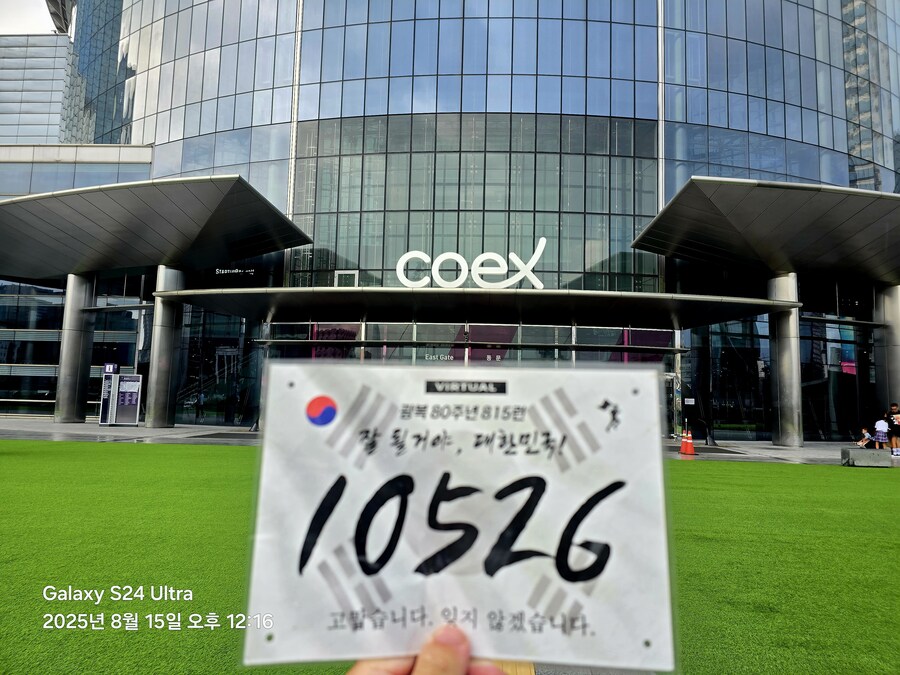 coex
East Gate
동문
VIRTUAL
광복 80주년 815런
잘 될거야, 대한민국!
10526
고맙습니다. 잊지 않겠습니다.
Galaxy S24 Ultra
2025년 8월 15일 오후 12:16